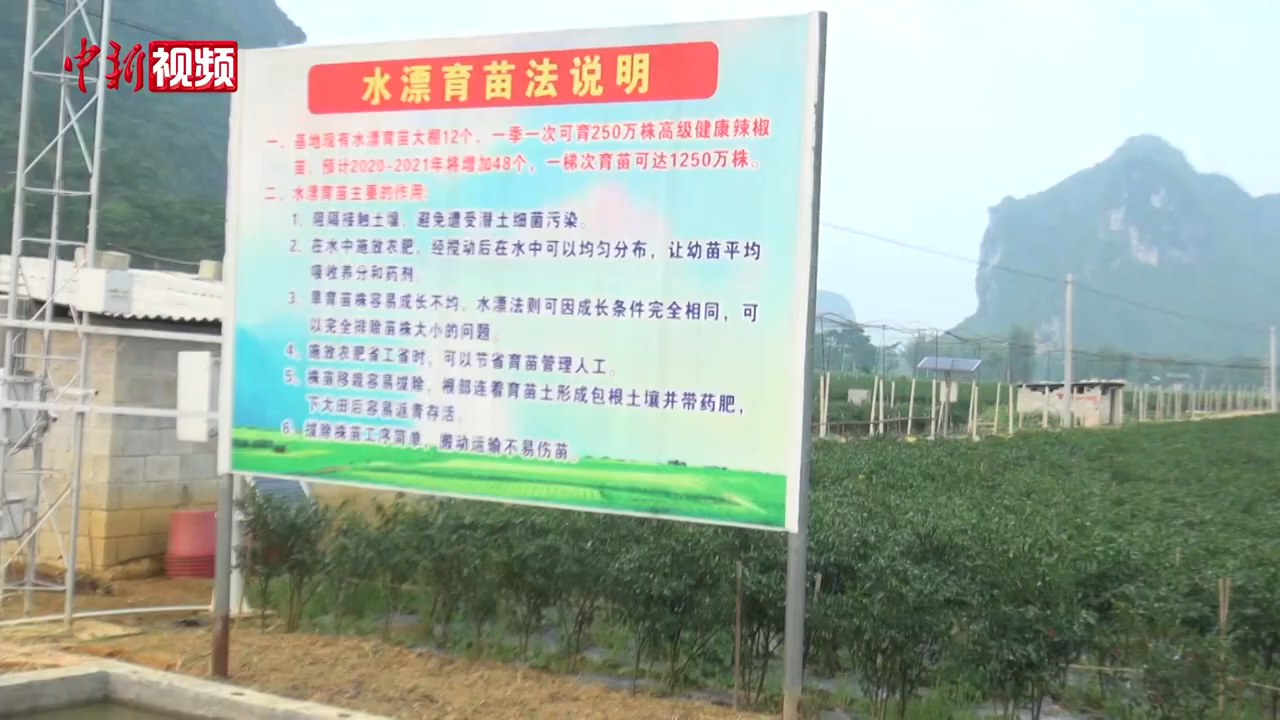 中新视频
水漂育苗法说明
一、基地现有水漂育苗大棚12个，一季一次可育250万株高级健康辣椒
苗，预计2020-2021年将增加48个，一梯次育苗可达1250万株。
二、水漂育苗主要的作用:
1、阻隔接触土壤、避免遭受潜土细菌污染。
2、在水中施放农肥，经搅动后在水中可以均匀分布，让幼苗平均
吸收养分和药剂。
3、旱育苗株容易成长不均，水漂法则可因成长条件完全相同，可
以完全排除苗株大小的问题。
4、施放农肥省工省时，可以节省育苗管理人工。
5、株苗移栽容易拔除，根部连着育苗土形成包根土壤并带药肥，
下大田后容易返青存活。
6、拔除株苗工序简单，搬动运输不易伤苗。